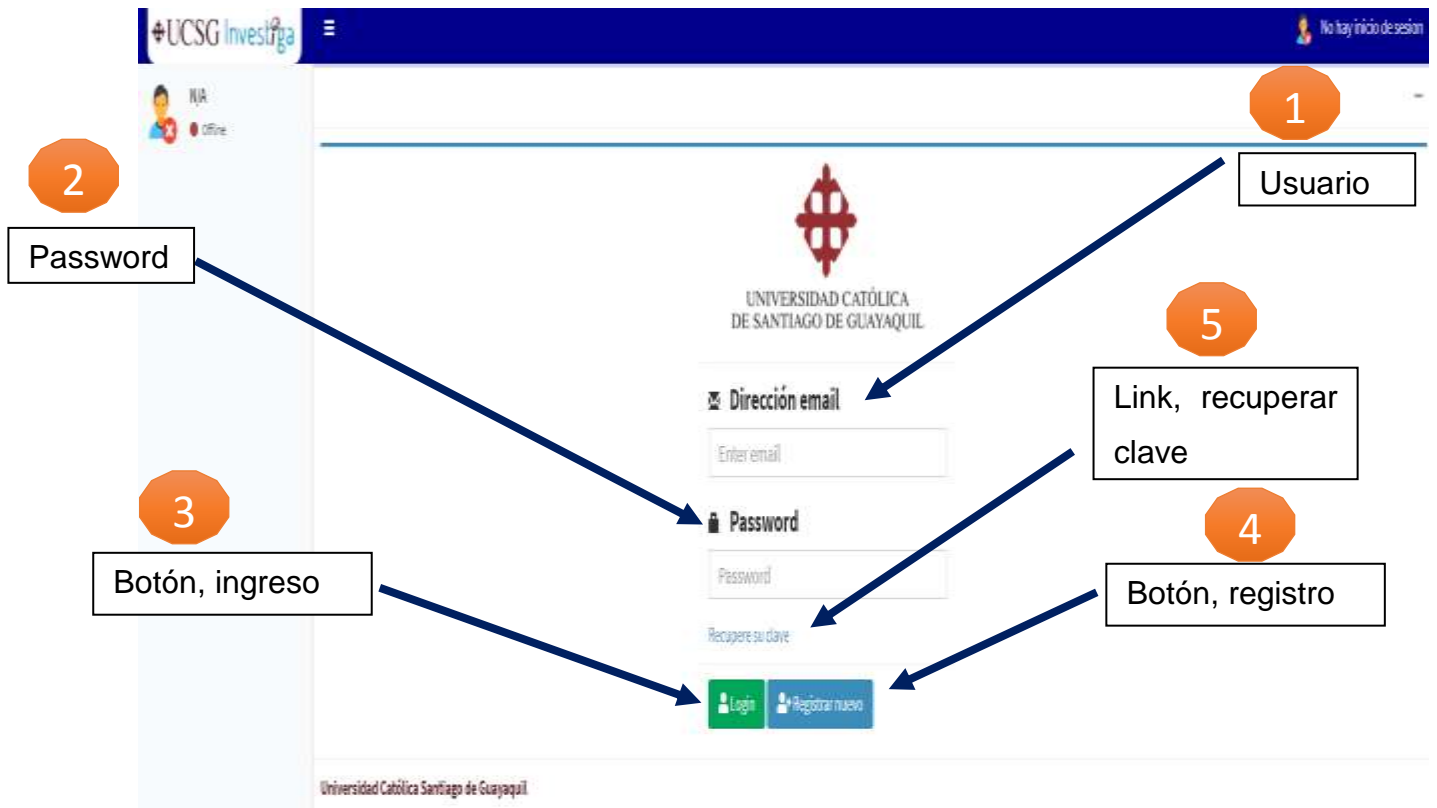 UCSG Investiga
No hay inicio de sesion
N/A
Offline
1
Usuario
2
Password
UNIVERSIDAD CATÓLICA
DE SANTIAGO DE GUAYAQUIL
5
Link, recuperar
clave
Dirección email
Enter email
3
Botón, ingreso
Password
Password
4
Botón, registro
Recupere su clave
Login
Registrar nuevo
Universidad Católica Santiago de Guayaquil